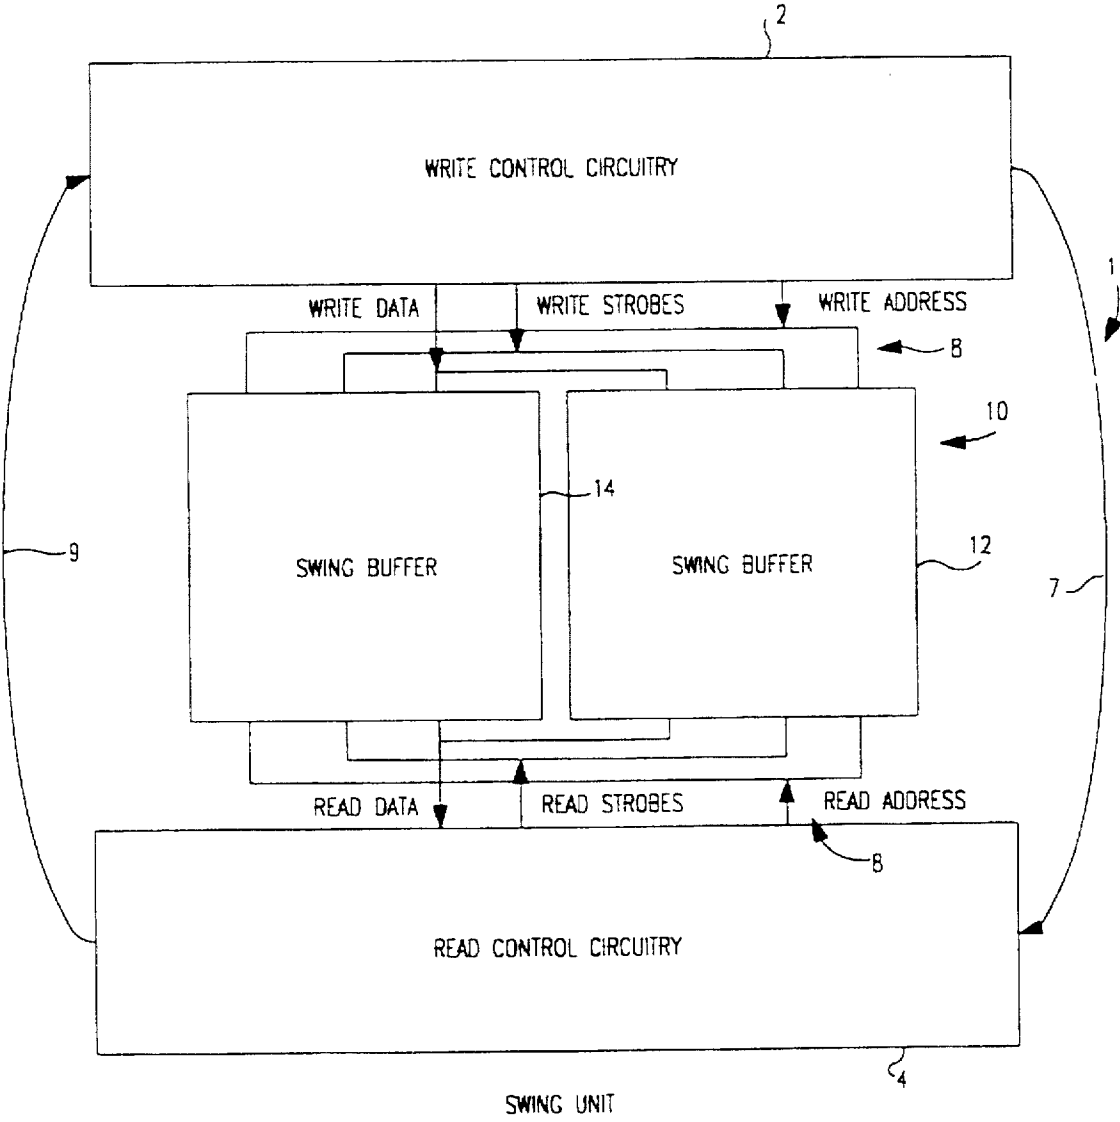 2
WRITE CONTROL CIRCUITRY
1
WRITE DATA
WRITE STROBES
WRITE ADDRESS
8
10
14
12
SWING BUFFER
SWING BUFFER
9
7
READ DATA
READ STROBES
READ ADDRESS
8
READ CONTROL CIRCUITRY
4
SWING UNIT